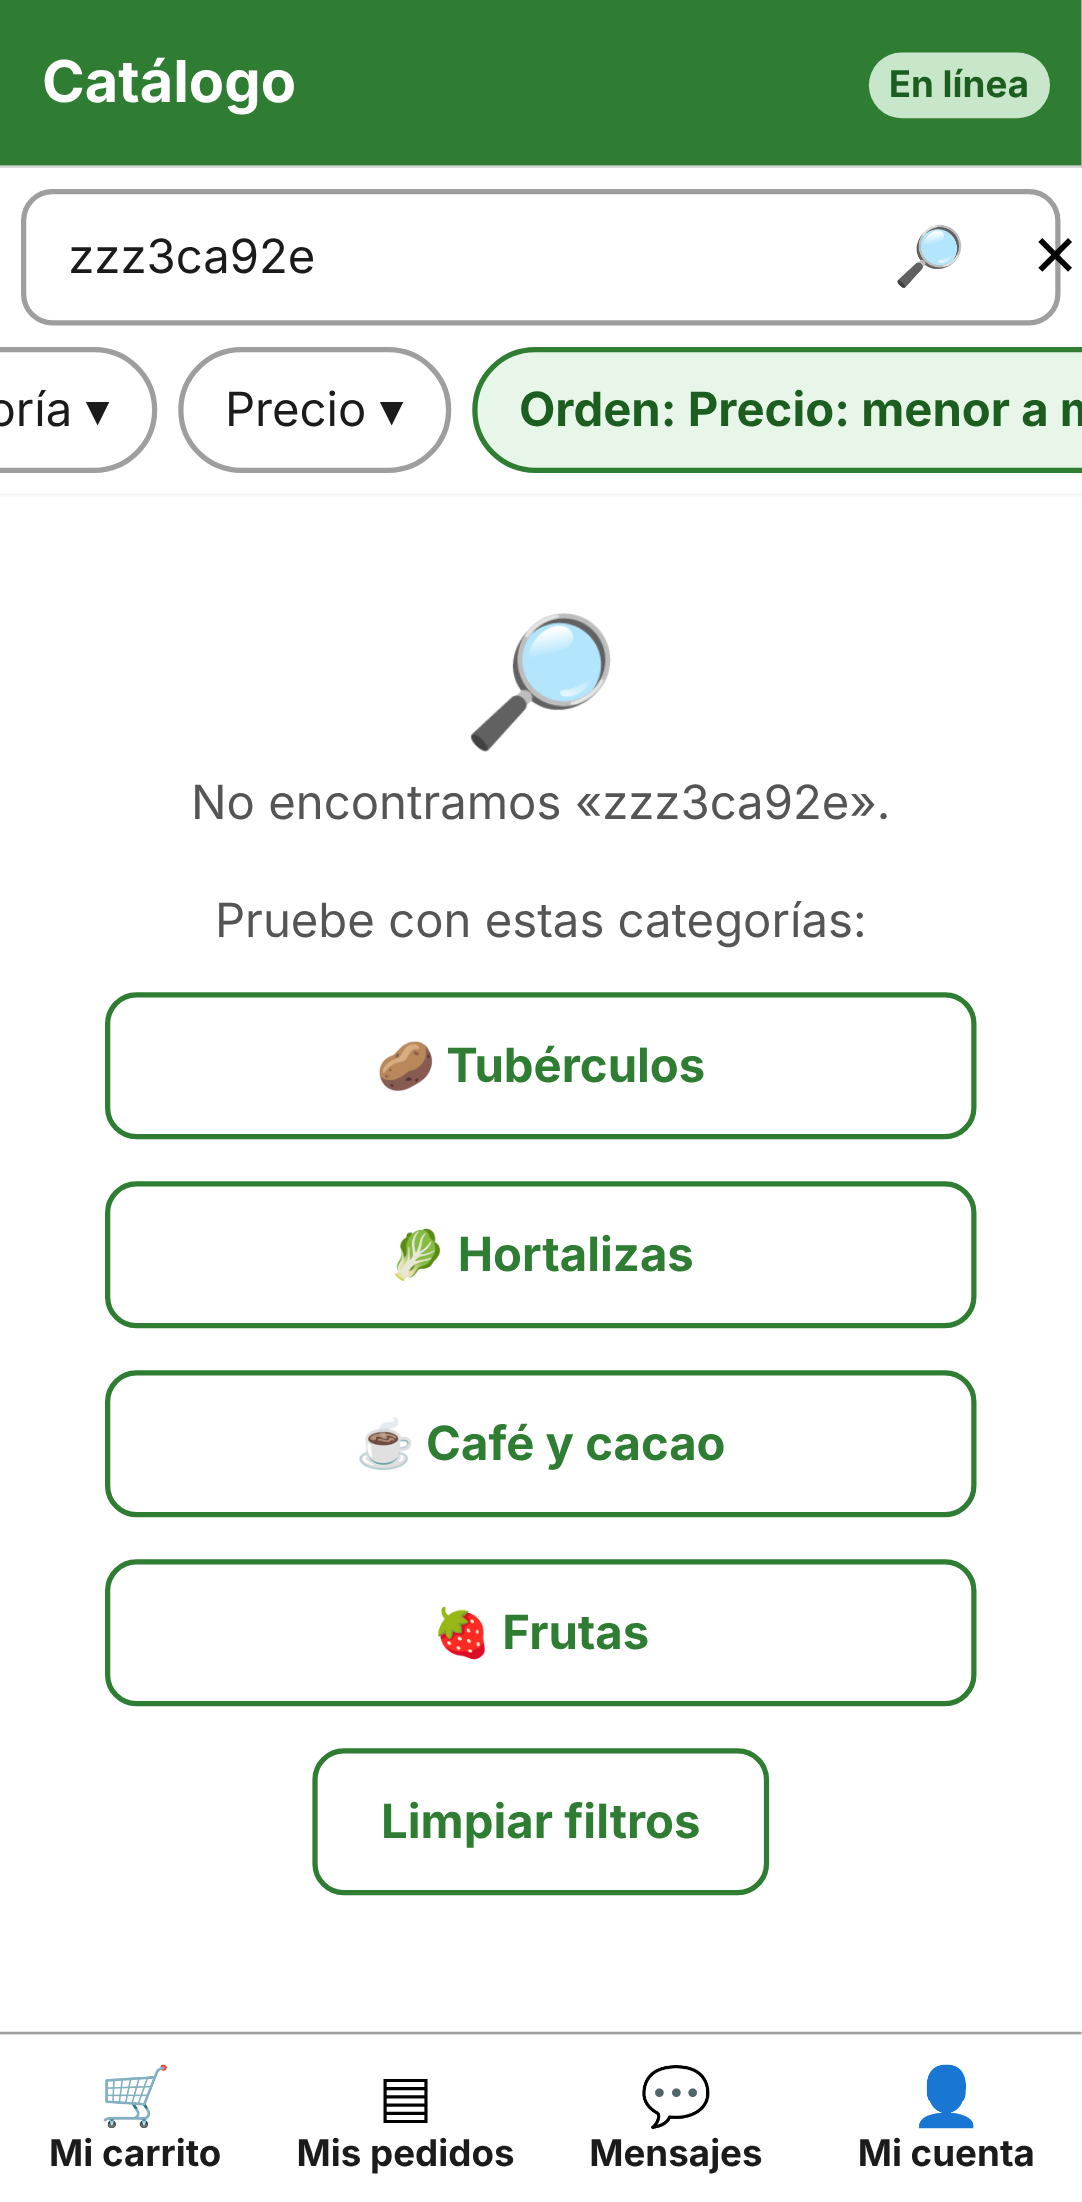 Catálogo
En línea
zzz3ca92e
oría ▾
Precio ▾
Orden: Precio: menor a m
No encontramos «zzz3ca92e».
Pruebe con estas categorías:
Tubérculos
Hortalizas
Café y cacao
Frutas
Limpiar filtros
Mi carrito
Mis pedidos
Mensajes
Mi cuenta